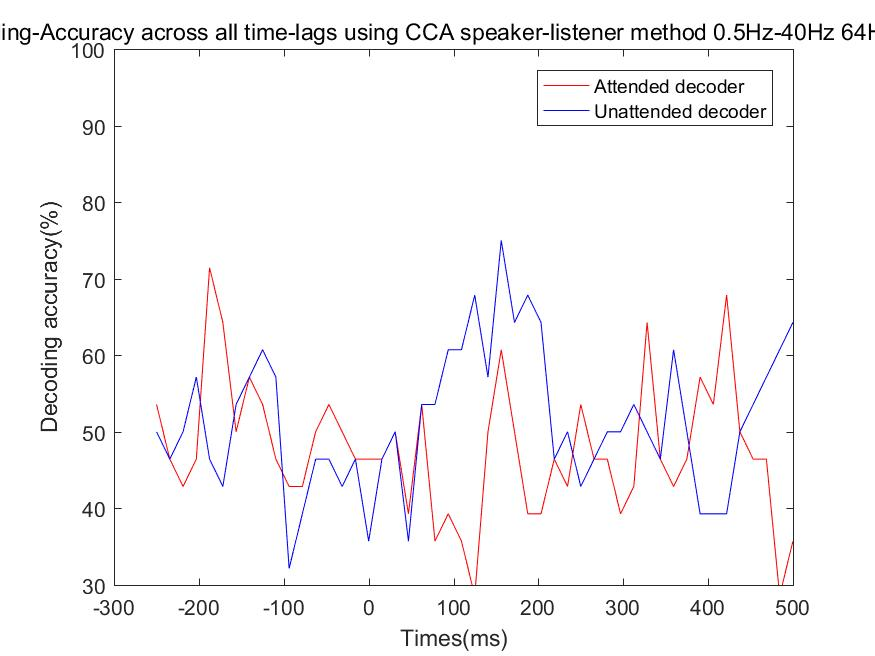 ing-Accuracy across all time-lags using CCA speaker-listener method 0.5Hz-40Hz 64H
100
90
80
70
60
50
40
30
Decoding accuracy(%)
Attended decoder
Unattended decoder
-300 -200 -100 0 100 200 300 400 500
Times(ms)